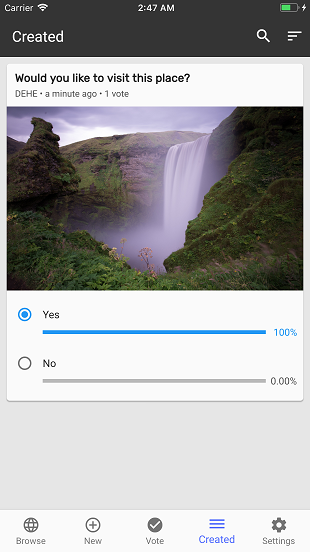 Carrier 2:47 AM
Created
Would you like to visit this place?
DEHE • a minute ago • 1 vote
Yes
100%
No
0.00%
Browse New Vote Created Settings